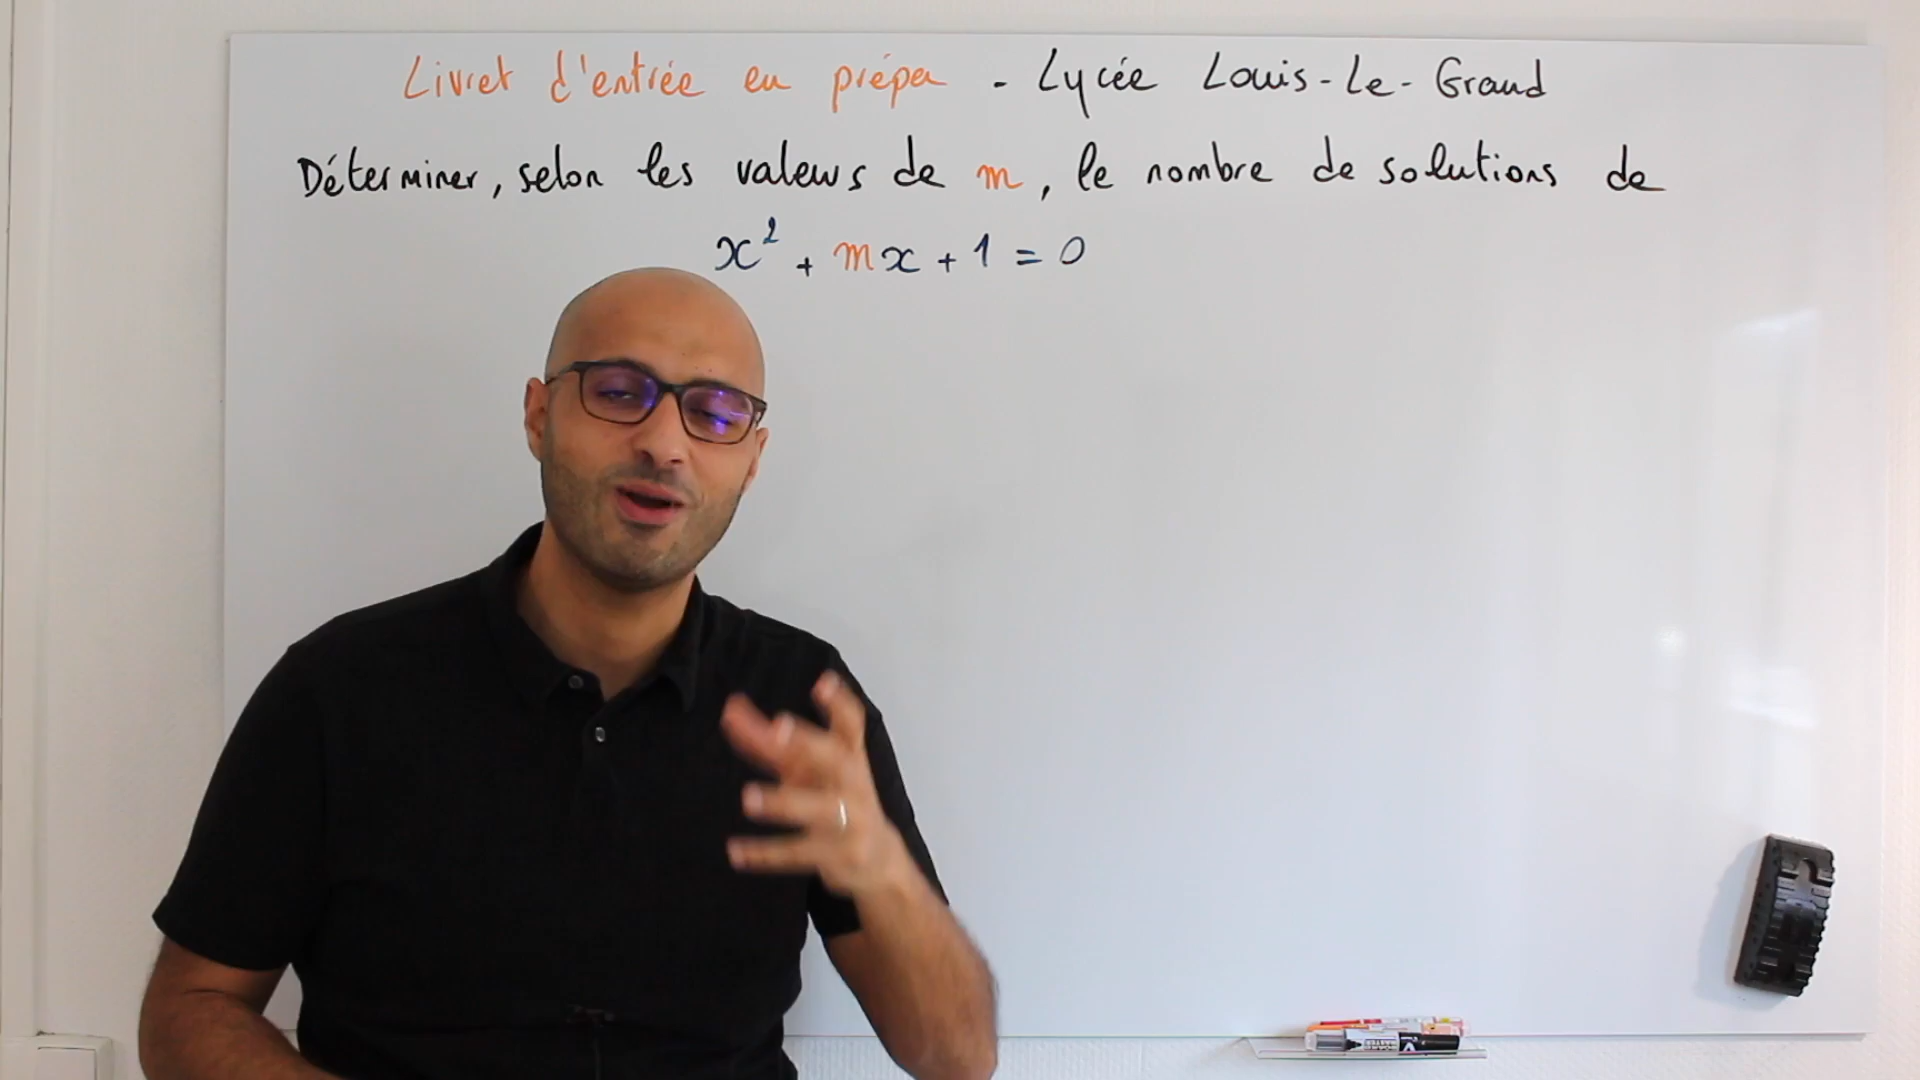 Livret d'entrée en prépa - Lycée Louis-Le-Grand
Déterminer, selon les valeurs de m, le nombre de solutions de
x² + mx + 1 = 0